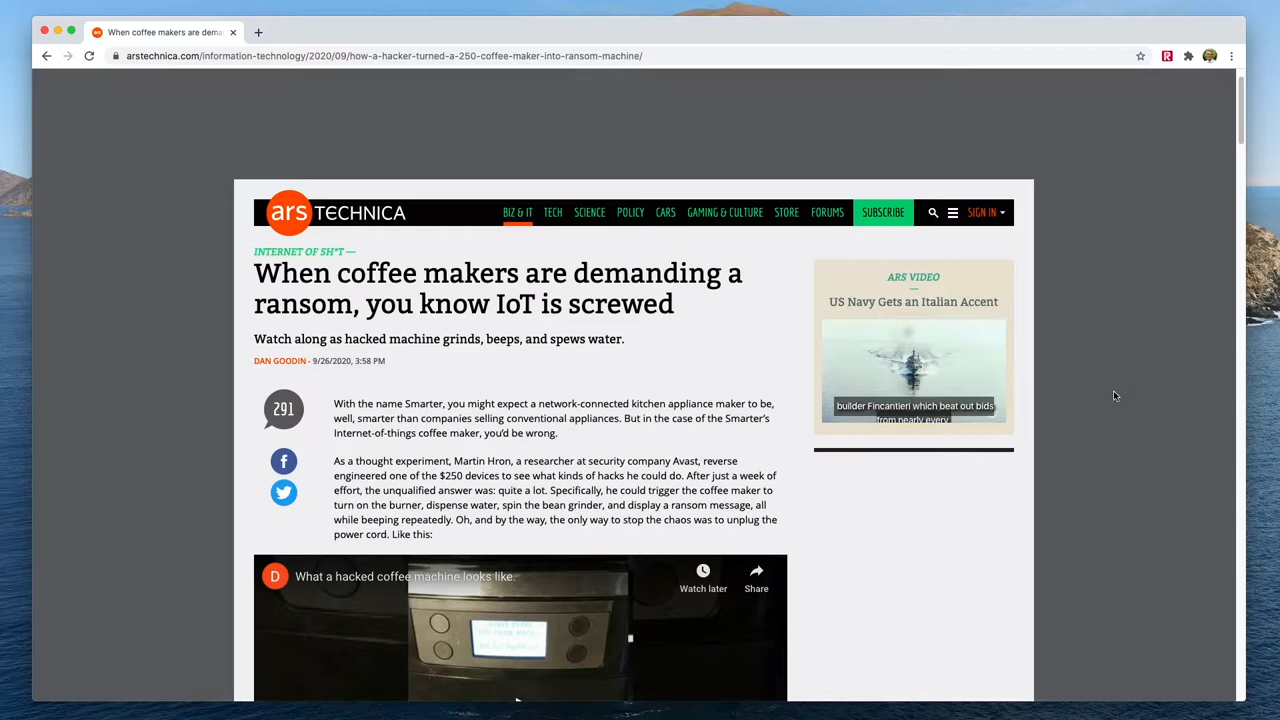 When coffee makers are dema
arstechnica.com/information-technology/2020/09/how-a-hacker-turned-a-250-coffee-maker-into-ransom-machine/
ars TECHNICA
BIZ & IT TECH SCIENCE POLICY CARS GAMING & CULTURE STORE FORUMS SUBSCRIBE SIGN IN
INTERNET OF SH*T —
When coffee makers are demanding a
ransom, you know IoT is screwed
Watch along as hacked machine grinds, beeps, and spews water.
DAN GOODIN - 9/26/2020, 3:58 PM
291
With the name Smarter, you might expect a network-connected kitchen appliance maker to be,
well, smarter than companies selling conventional appliances. But in the case of the Smarter's
Internet-of-things coffee maker, you'd be wrong.
As a thought experiment, Martin Hron, a researcher at security company Avast, reverse
engineered one of the $250 devices to see what kinds of hacks he could do. After just a week of
effort, the unqualified answer was: quite a lot. Specifically, he could trigger the coffee maker to
turn on the burner, dispense water, spin the bean grinder, and display a ransom message, all
while beeping repeatedly. Oh, and by the way, the only way to stop the chaos was to unplug the
power cord. Like this:
D What a hacked coffee machine looks like.
Watch later Share
ARS VIDEO
US Navy Gets an Italian Accent
builder Fincantieri which beat out bids
from nearly every